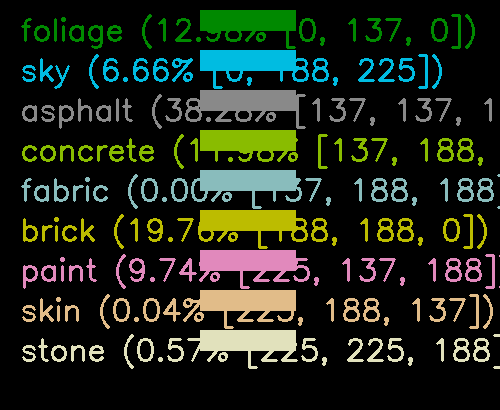 foliage (12.98% [0, 137, 0])
sky (6.66% [0, 188, 225])
asphalt (38.28% [137, 137, 1
concrete (11.98% [137, 188,
fabric (0.00% [137, 188, 188]
brick (19.76% [188, 188, 0])
paint (9.74% [225, 137, 188]
skin (0.04% [225, 188, 137])
stone (0.57% [225, 225, 188]